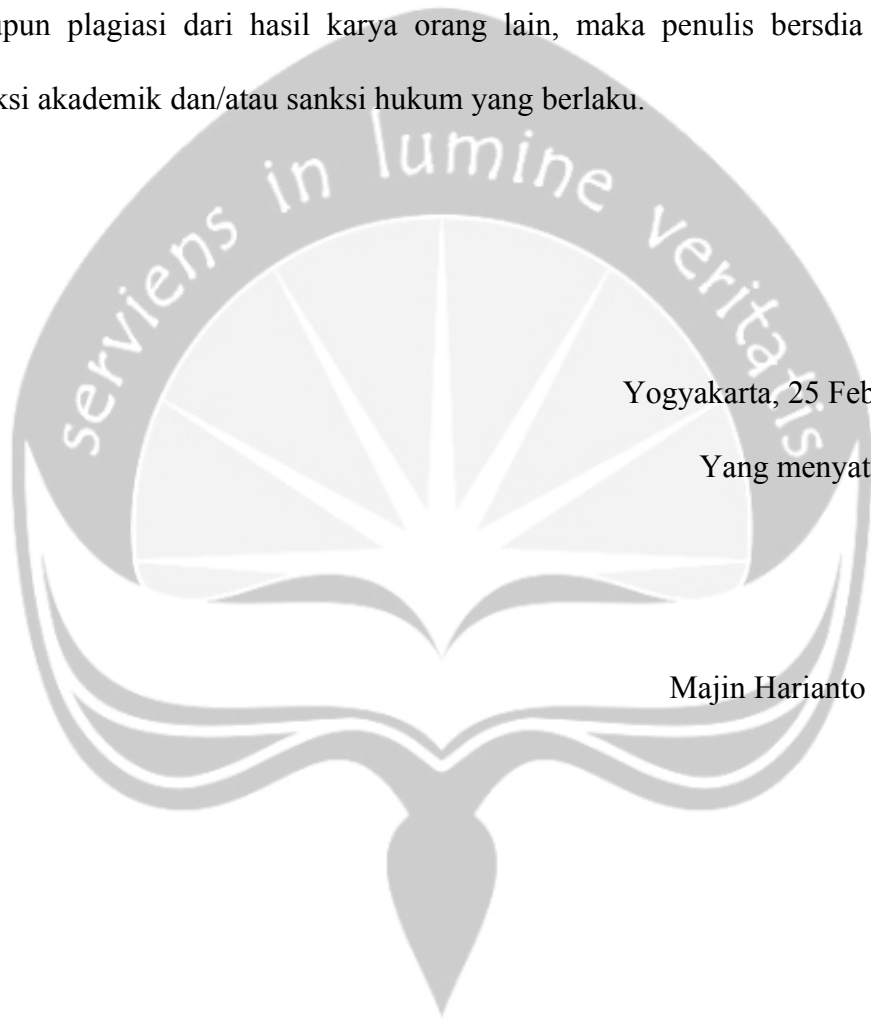 upun plagiasi dari hasil karya orang lain, maka penulis bersdia
ksi akademik dan/atau sanksi hukum yang berlaku.
serviens in lumine veritatis
Yogyakarta, 25 Feb
Yang menyat
Majin Harianto